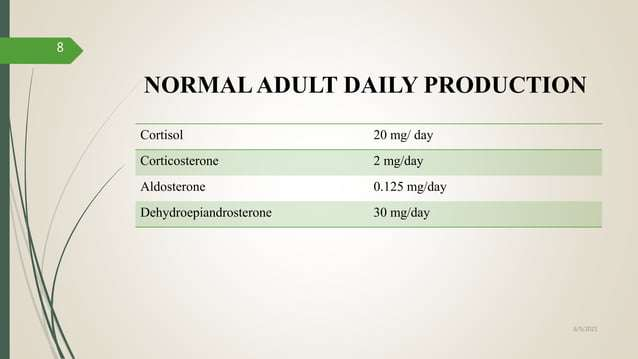 8
NORMAL ADULT DAILY PRODUCTION
Cortisol 20 mg/ day
Corticosterone 2 mg/day
Aldosterone 0.125 mg/day
Dehydroepiandrosterone 30 mg/day